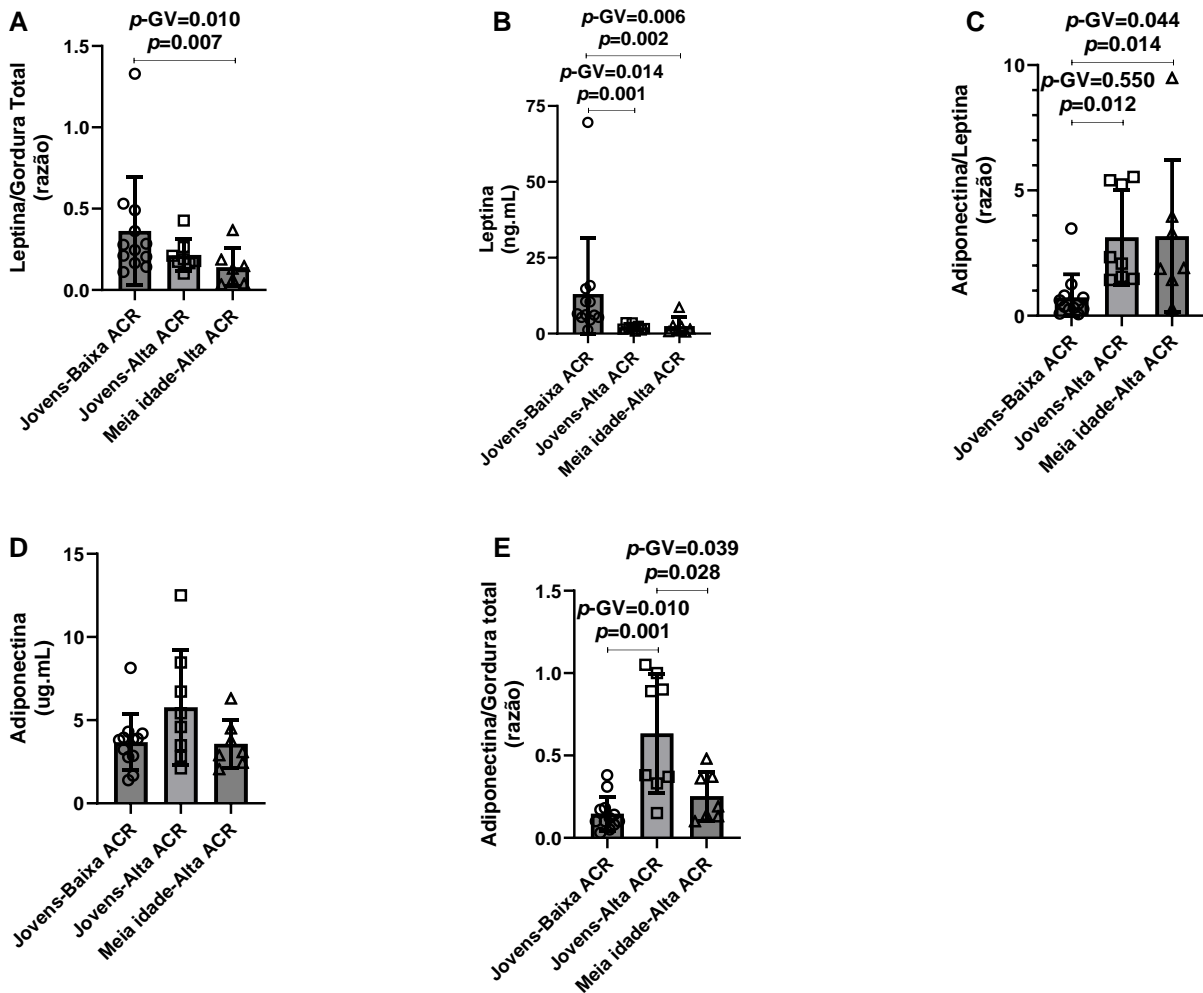 A
p-GV=0.010
p=0.007
Leptina/Gordura Total
(razão)
1.5
1.0
0.5
0.0
Jovens-Baixa ACR
Jovens-Alta ACR
Meia idade-Alta ACR
B
p-GV=0.006
p=0.002
p-GV=0.014
p=0.001
Leptina
(ng.mL)
75
50
25
0
Jovens-Baixa ACR
Jovens-Alta ACR
Meia idade-Alta ACR
C
p-GV=0.044
p=0.014
p-GV=0.550
p=0.012
Adiponectina/Leptina
(razão)
10
5
0
Jovens-Baixa ACR
Jovens-Alta ACR
Meia idade-Alta ACR
D
Adiponectina
(ug.mL)
15
10
5
0
Jovens-Baixa ACR
Jovens-Alta ACR
Meia idade-Alta ACR
E
p-GV=0.039
p=0.028
p-GV=0.010
p=0.001
Adiponectina/Gordura total
(razão)
1.5
1.0
0.5
0.0
Jovens-Baixa ACR
Jovens-Alta ACR
Meia idade-Alta ACR